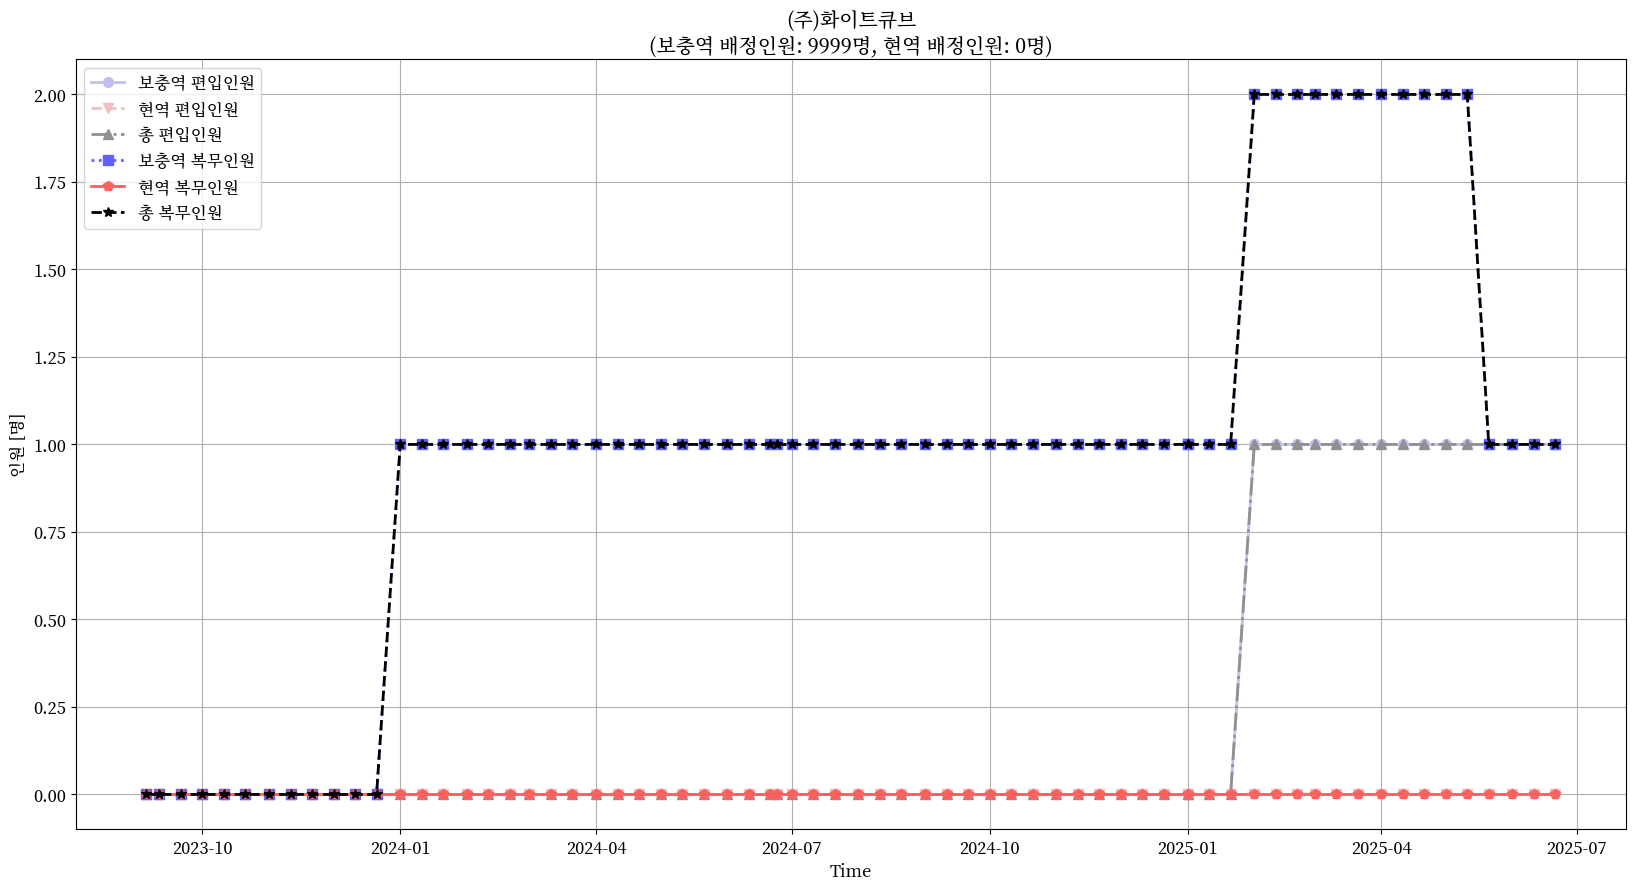 (주)화이트큐브
(보충역 배정인원: 9999명, 현역 배정인원: 0명)
보충역 편입인원
현역 편입인원
총 편입인원
보충역 복무인원
현역 복무인원
총 복무인원
2.00
1.75
1.50
1.25
1.00
0.75
0.50
0.25
0.00
인원 [명]
2023-10
2024-01
2024-04
2024-07
2024-10
2025-01
2025-04
2025-07
Time